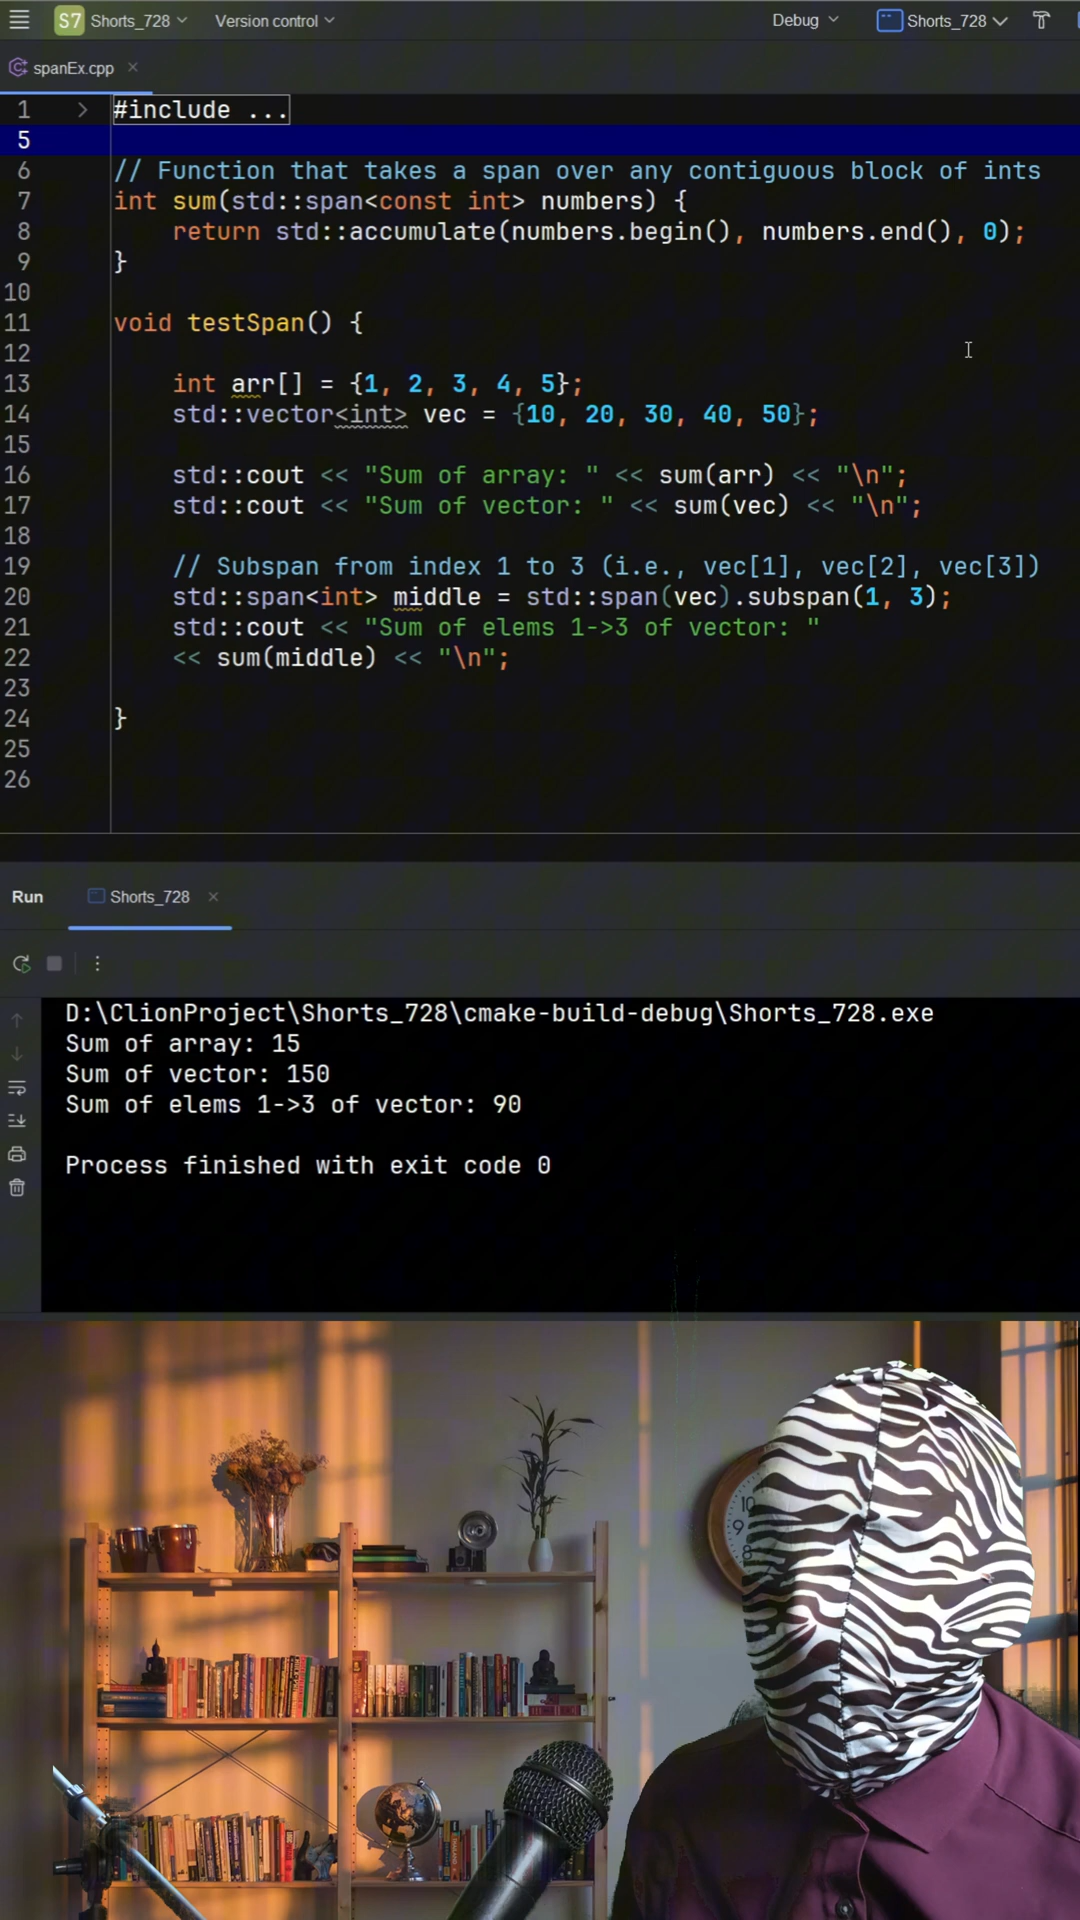 S7 Shorts_728 Version control Debug Shorts_728
spanEx.cpp
1 #include ...
5
6 // Function that takes a span over any contiguous block of ints
7 int sum(std::span<const int> numbers) {
8 return std::accumulate(numbers.begin(), numbers.end(), 0);
9 }
10
11 void testSpan() {
12
13 int arr[] = {1, 2, 3, 4, 5};
14 std::vector<int> vec = {10, 20, 30, 40, 50};
15
16 std::cout << "Sum of array: " << sum(arr) << "\n";
17 std::cout << "Sum of vector: " << sum(vec) << "\n";
18
19 // Subspan from index 1 to 3 (i.e., vec[1], vec[2], vec[3])
20 std::span<int> middle = std::span(vec).subspan(1, 3);
21 std::cout << "Sum of elems 1->3 of vector: "
22 << sum(middle) << "\n";
23
24 }
25
26
Run Shorts_728
D:\ClionProject\Shorts_728\cmake-build-debug\Shorts_728.exe
Sum of array: 15
Sum of vector: 150
Sum of elems 1->3 of vector: 90
Process finished with exit code 0
10
9
8